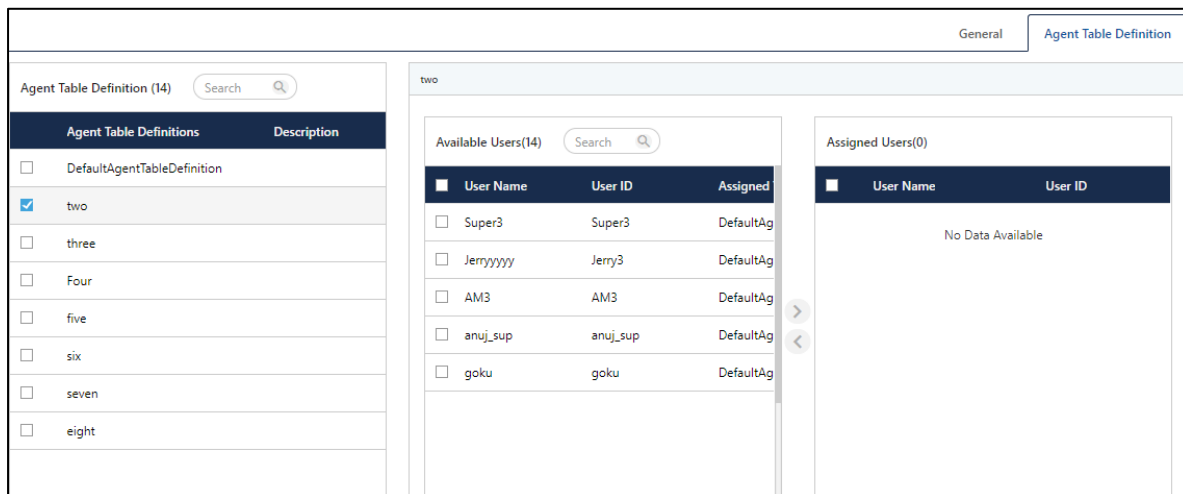 General Agent Table Definition
Agent Table Definition (14) Search
Agent Table Definitions Description
DefaultAgentTableDefinition
two
three
Four
five
six
seven
eight
two
Available Users(14) Search
User Name User ID Assigned
Super3 Super3 DefaultAg
Jerryyyyy Jerry3 DefaultAg
AM3 AM3 DefaultAg
anuj_sup anuj_sup DefaultAg
goku goku DefaultAg
Assigned Users(0)
User Name User ID
No Data Available